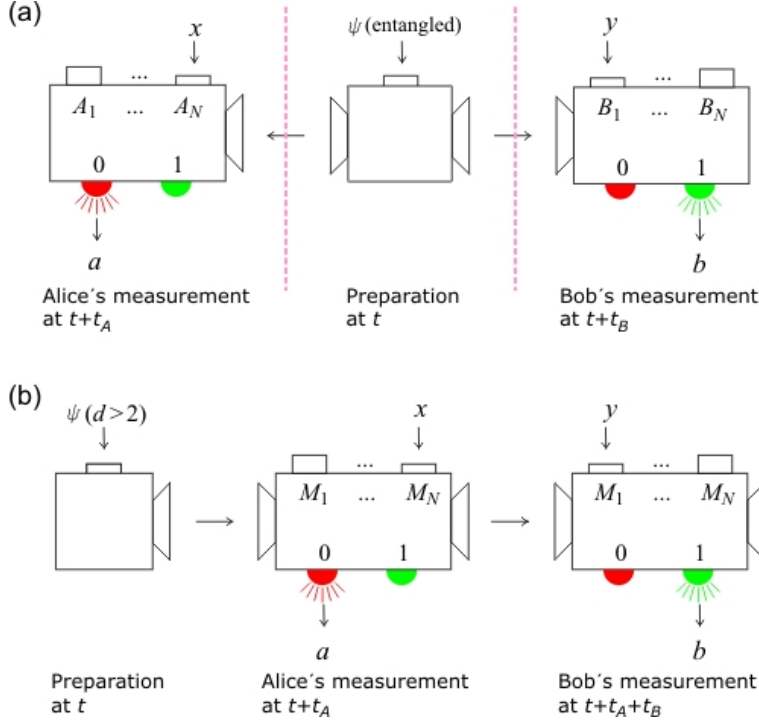 (a)
x
ψ (entangled)
y
A1 ... AN
...
B1 ... BN
...
0 1
0 1
a
b
Alice´s measurement
at t+tA
Preparation
at t
Bob´s measurement
at t+tB
(b)
ψ (d>2)
x
y
...
M1 ... MN
...
M1 ... MN
0 1
0 1
a
b
Preparation
at t
Alice´s measurement
at t+tA
Bob´s measurement
at t+tA+tB